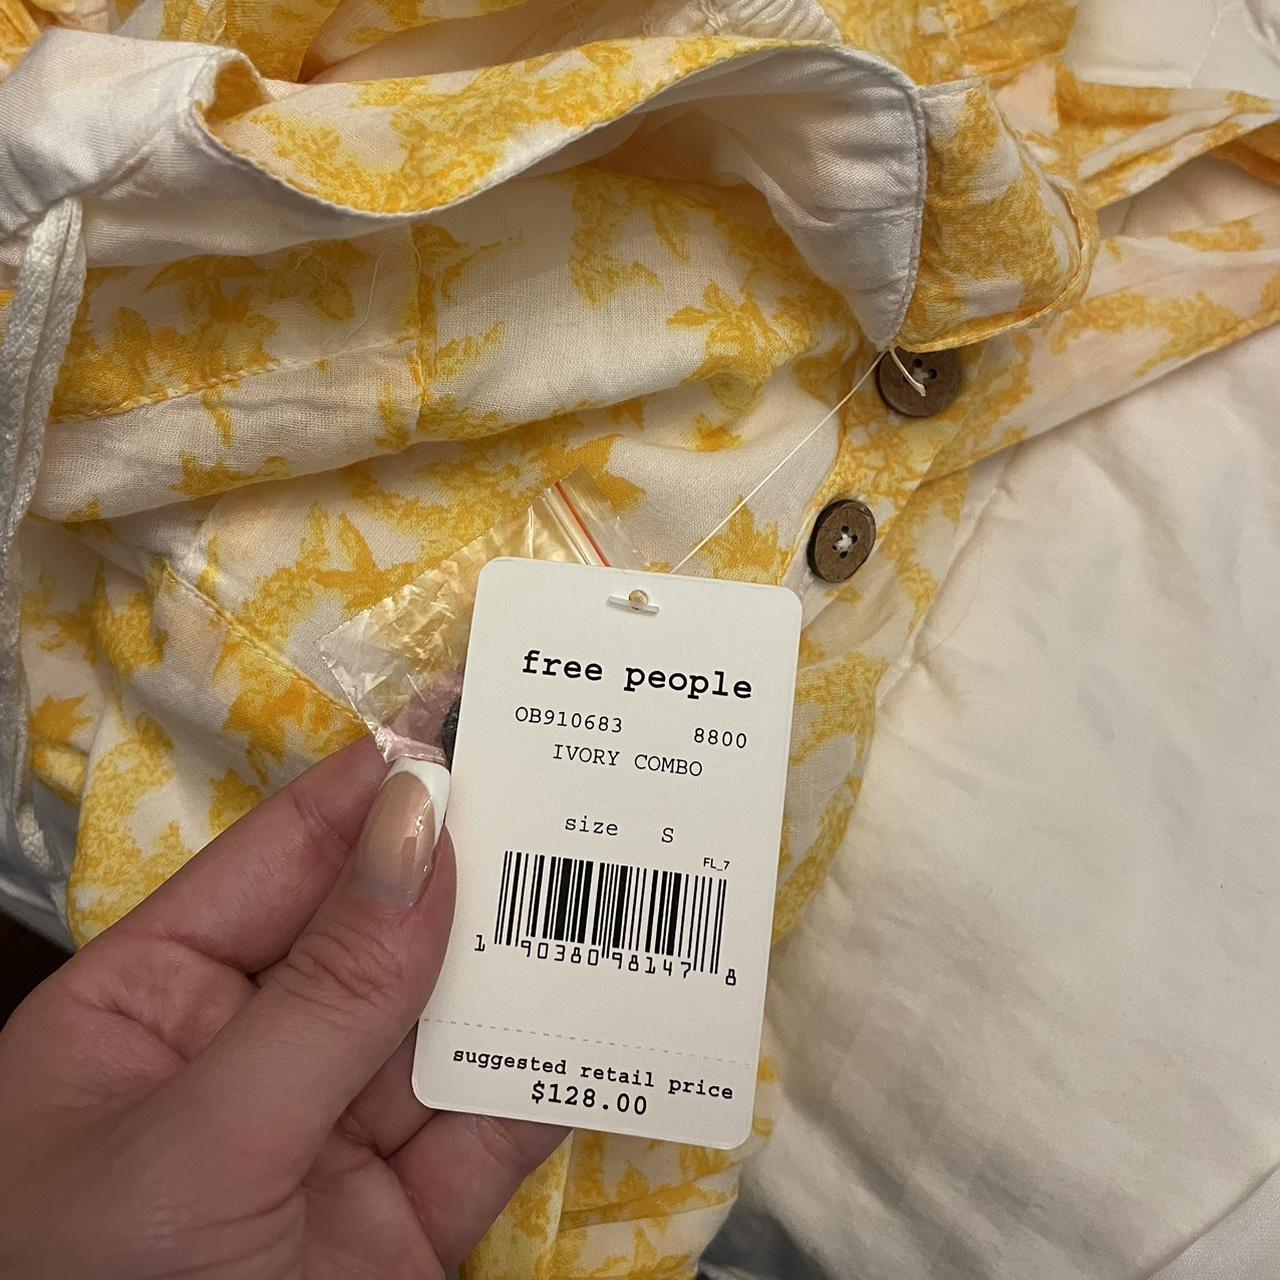 free people
OB910683 8800
IVORY COMBO
size S
FL_7
1 90380 98147 8
suggested retail price
$128.00